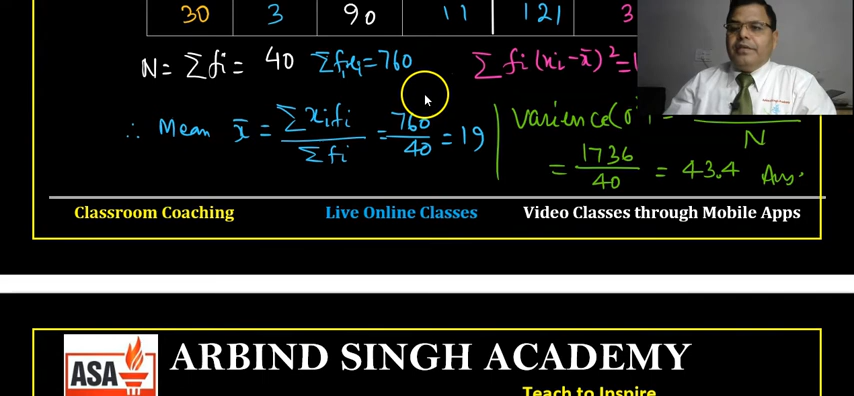 30 3 90 11 121 3
N = Σfi = 40 Σfixi = 760 Σ fi (xi - x̄)² = 1
∴ Mean x̄ = Σxifi / Σfi = 760/40 = 19
Varience (σ
N
= 1736/40 = 43.4 Ans.
Classroom Coaching Live Online Classes Video Classes through Mobile Apps
ASA
ARBIND SINGH ACADEMY
Teach to Inspire